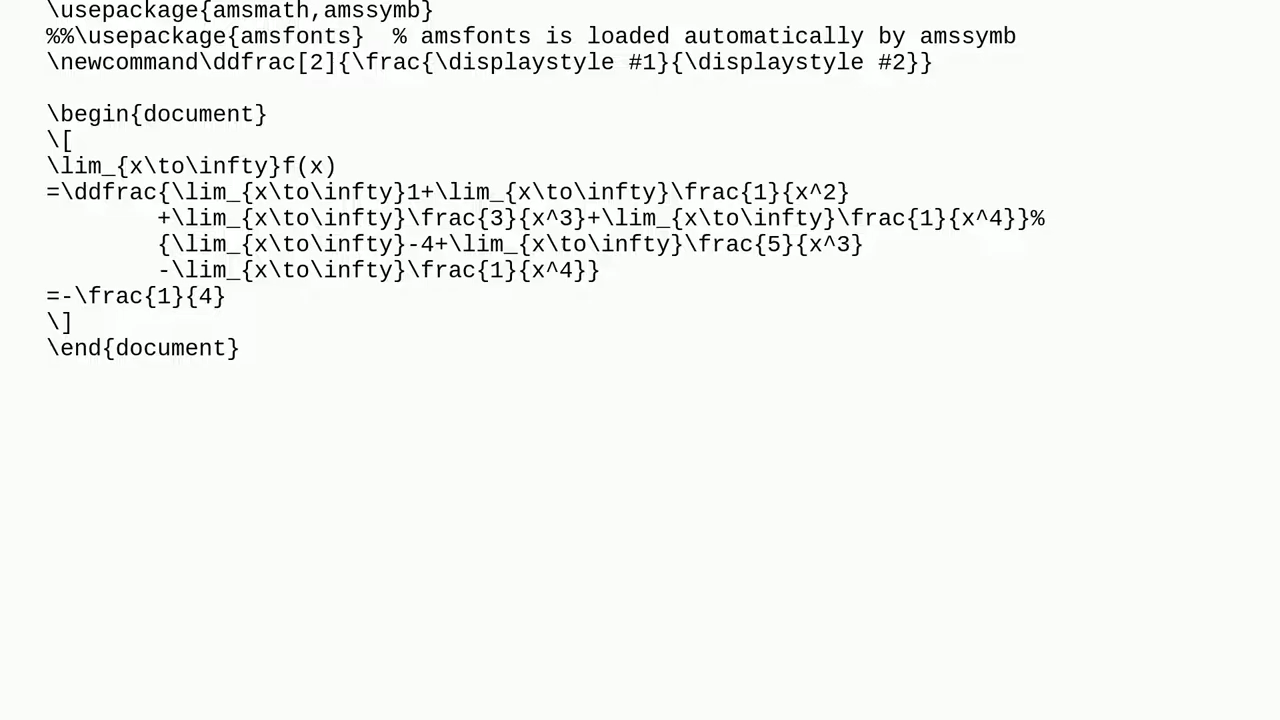 \usepackage{amsmath,amssymb}
%%\usepackage{amsfonts}  % amsfonts is loaded automatically by amssymb
\newcommand\ddfrac[2]{\frac{\displaystyle #1}{\displaystyle #2}}

\begin{document}
\[
\lim_{x\to\infty}f(x)
=\ddfrac{\lim_{x\to\infty}1+\lim_{x\to\infty}\frac{1}{x^2}
        +\lim_{x\to\infty}\frac{3}{x^3}+\lim_{x\to\infty}\frac{1}{x^4}}%
        {\lim_{x\to\infty}-4+\lim_{x\to\infty}\frac{5}{x^3}
        -\lim_{x\to\infty}\frac{1}{x^4}}
=-\frac{1}{4}
\]
\end{document}